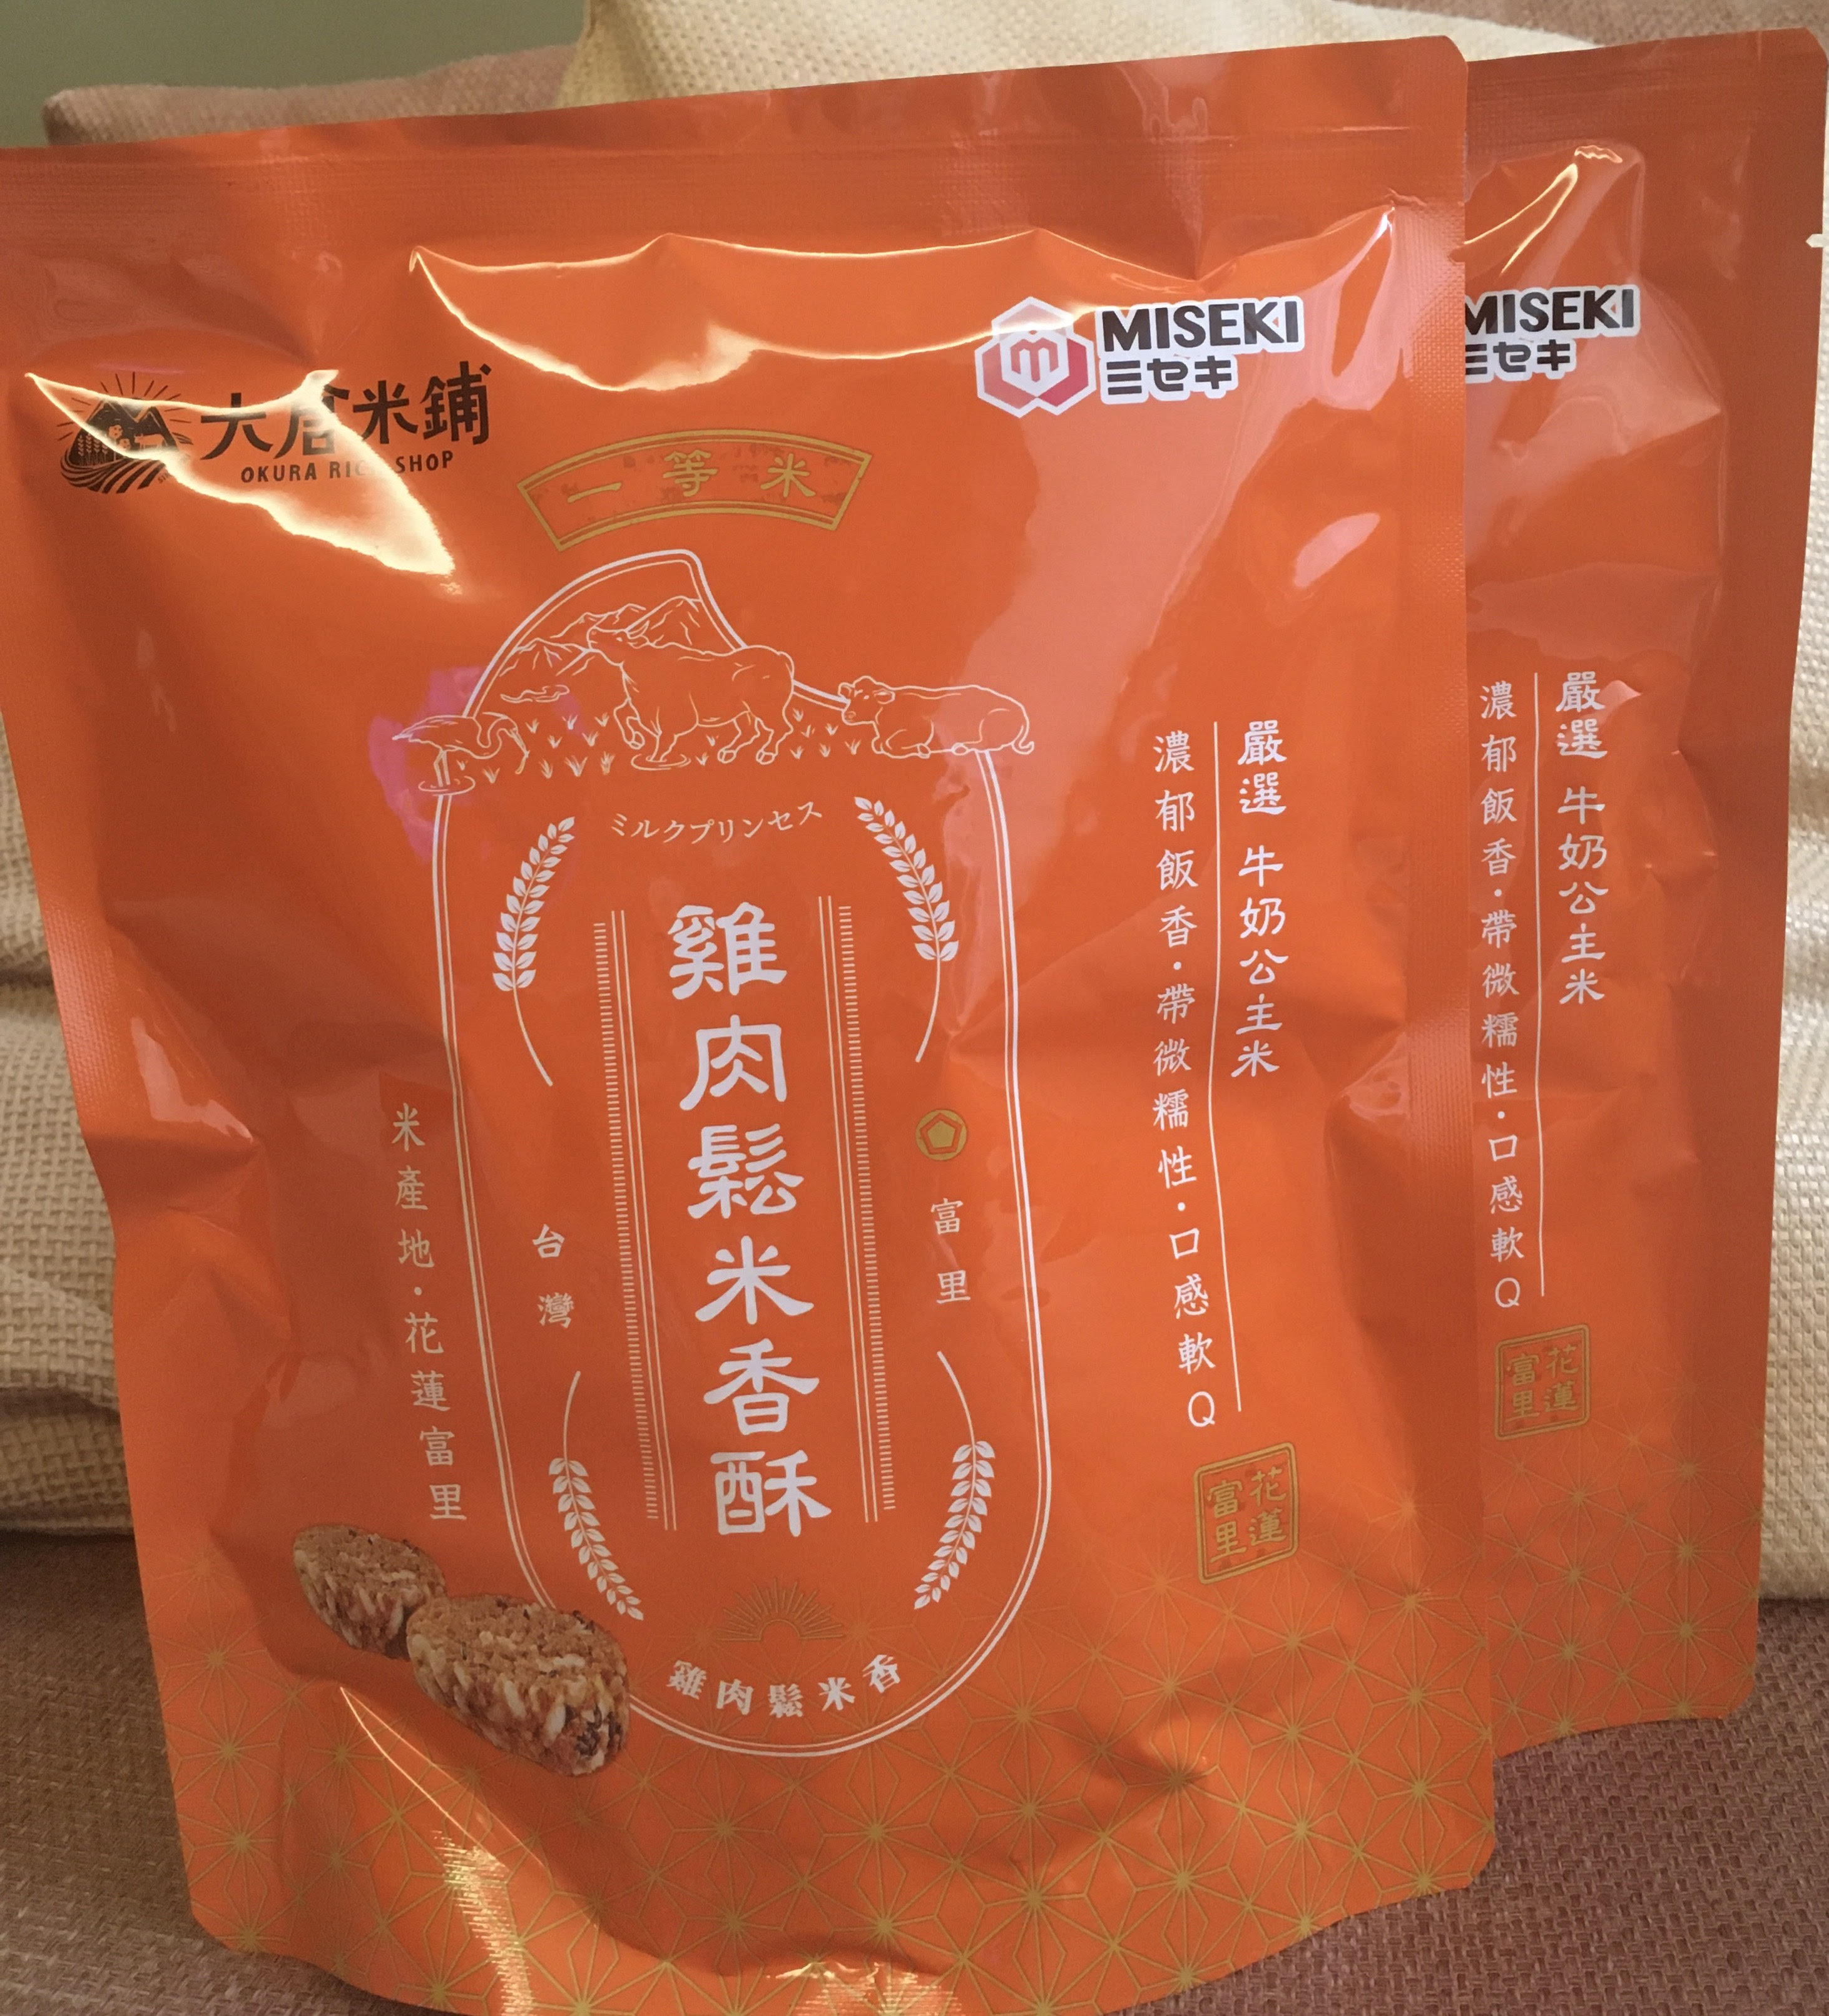 大倉米鋪
OKURA RICE SHOP
MISEKI
ミセキ
一等米
ミルクプリンセス
雞肉鬆米香酥
富里
台灣
雞肉鬆米香
米產地・花蓮富里
嚴選 牛奶公主米
濃郁飯香・帶微糯性・口感軟Q
花蓮
富里
MISEKI
ミセキ
嚴選 牛奶公主米
濃郁飯香・帶微糯性・口感軟Q
花蓮
富里